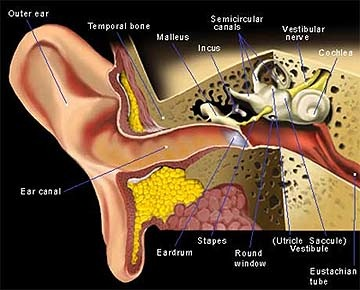 Outer ear
Temporal bone
Malleus
Incus
Semicircular
canals
Vestibular
nerve
Cochlea
Ear canal
Eardrum
Stapes
Round
window
(Utricle Saccule)
Vestibule
Eustachian
tube